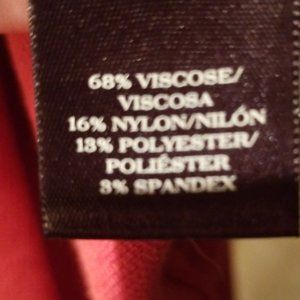 68% VISCOSE/
VISCOSA
16% NYLON/NILÓN
13% POLYESTER/
POLIÉSTER
3% SPANDEX